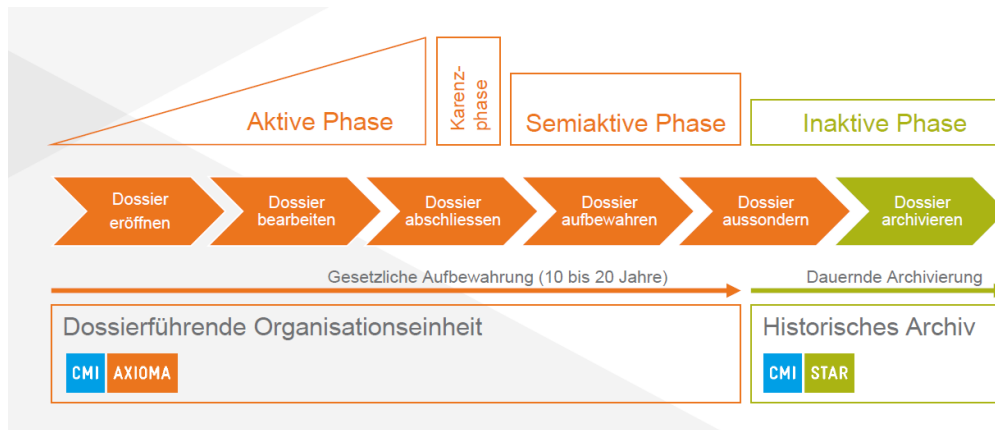 Aktive Phase
Karenz-
phase
Semiaktive Phase
Inaktive Phase
Dossier
eröffnen
Dossier
bearbeiten
Dossier
abschliessen
Dossier
aufbewahren
Dossier
aussondern
Dossier
archivieren
Gesetzliche Aufbewahrung (10 bis 20 Jahre)
Dauernde Archivierung
Dossierführende Organisationseinheit
CMI AXIOMA
Historisches Archiv
CMI STAR